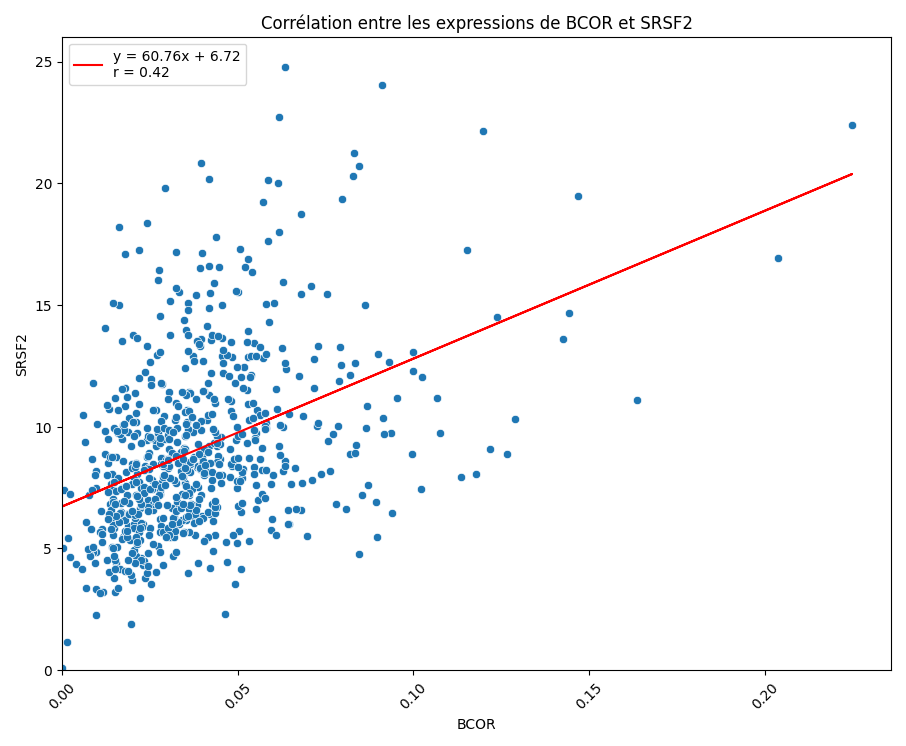 Corrélation entre les expressions de BCOR et SRSF2
y = 60.76x + 6.72
r = 0.42
25
20
15
10
5
0
SRSF2
0.00
0.05
0.10
0.15
0.20
BCOR